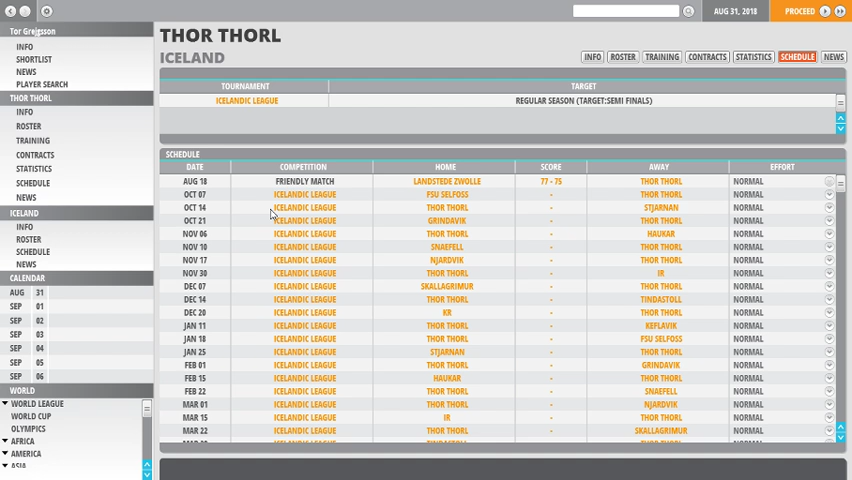 AUG 31, 2018 PROCEED
Tor Grejgsson
INFO
SHORTLIST
NEWS
PLAYER SEARCH
THOR THORL
INFO
ROSTER
TRAINING
CONTRACTS
STATISTICS
SCHEDULE
NEWS
ICELAND
INFO
ROSTER
SCHEDULE
NEWS
CALENDAR
AUG 31
SEP 01
SEP 02
SEP 03
SEP 04
SEP 05
SEP 06
WORLD
WORLD LEAGUE
WORLD CUP
OLYMPICS
AFRICA
AMERICA
ASIA
THOR THORL
ICELAND
INFO ROSTER TRAINING CONTRACTS STATISTICS SCHEDULE NEWS
TOURNAMENT TARGET
ICELANDIC LEAGUE REGULAR SEASON (TARGET:SEMI FINALS)
SCHEDULE
DATE COMPETITION HOME SCORE AWAY EFFORT
AUG 18 FRIENDLY MATCH LANDSTEDE ZWOLLE 77 - 75 THOR THORL NORMAL
OCT 07 ICELANDIC LEAGUE FSU SELFOSS - THOR THORL NORMAL
OCT 14 ICELANDIC LEAGUE THOR THORL - STJARNAN NORMAL
OCT 21 ICELANDIC LEAGUE GRINDAVIK - THOR THORL NORMAL
NOV 06 ICELANDIC LEAGUE THOR THORL - HAUKAR NORMAL
NOV 10 ICELANDIC LEAGUE SNAEFELL - THOR THORL NORMAL
NOV 17 ICELANDIC LEAGUE NJARDVIK - THOR THORL NORMAL
NOV 30 ICELANDIC LEAGUE THOR THORL - IR NORMAL
DEC 07 ICELANDIC LEAGUE SKALLAGRIMUR - THOR THORL NORMAL
DEC 14 ICELANDIC LEAGUE THOR THORL - TINDASTOLL NORMAL
DEC 20 ICELANDIC LEAGUE KR - THOR THORL NORMAL
JAN 11 ICELANDIC LEAGUE THOR THORL - KEFLAVIK NORMAL
JAN 18 ICELANDIC LEAGUE THOR THORL - FSU SELFOSS NORMAL
JAN 25 ICELANDIC LEAGUE STJARNAN - THOR THORL NORMAL
FEB 01 ICELANDIC LEAGUE THOR THORL - GRINDAVIK NORMAL
FEB 15 ICELANDIC LEAGUE HAUKAR - THOR THORL NORMAL
FEB 22 ICELANDIC LEAGUE THOR THORL - SNAEFELL NORMAL
MAR 01 ICELANDIC LEAGUE THOR THORL - NJARDVIK NORMAL
MAR 15 ICELANDIC LEAGUE IR - THOR THORL NORMAL
MAR 22 ICELANDIC LEAGUE THOR THORL - SKALLAGRIMUR NORMAL